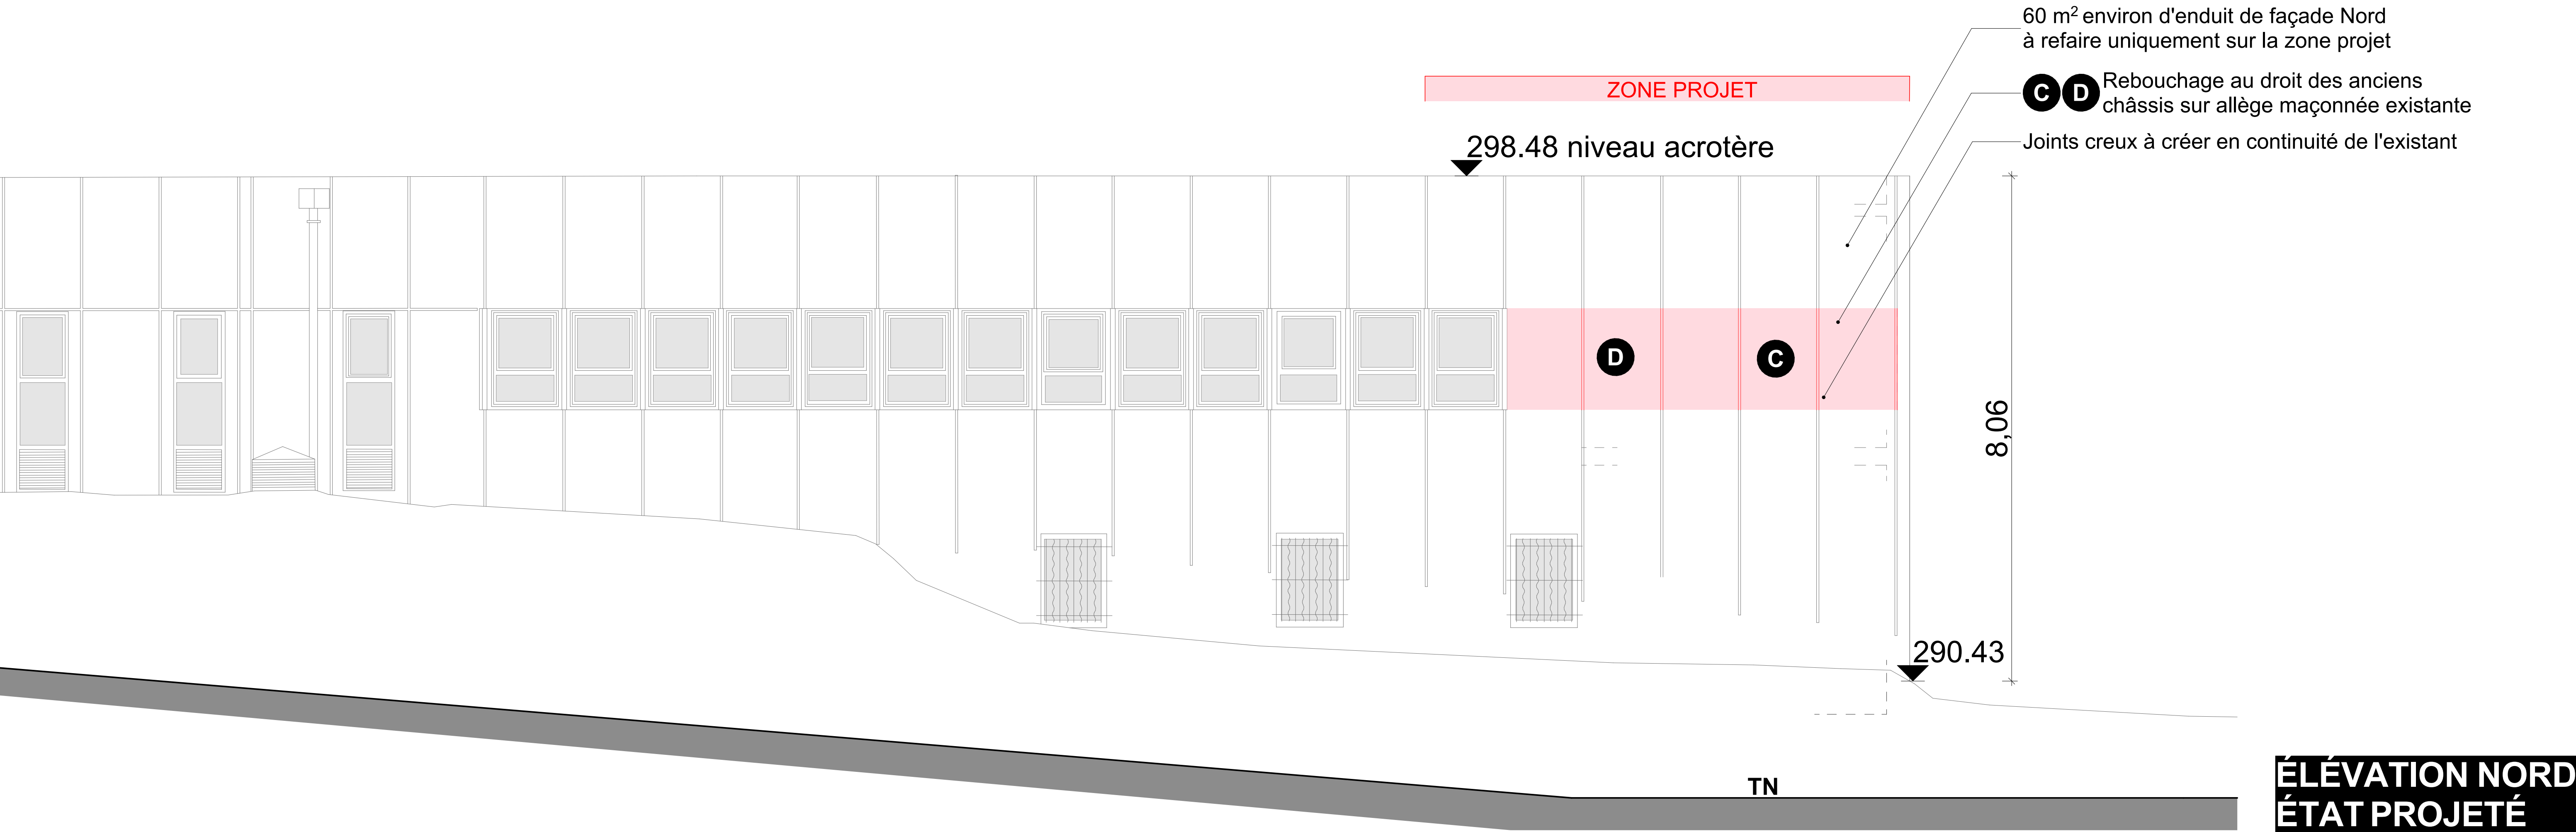 60 m² environ d'enduit de façade Nord
à refaire uniquement sur la zone projet
ZONE PROJET
C D Rebouchage au droit des anciens
châssis sur allège maçonnée existante
298.48 niveau acrotère
Joints creux à créer en continuité de l'existant
D
C
8,06
290.43
TN
ÉLÉVATION NORD
ÉTAT PROJETÉ